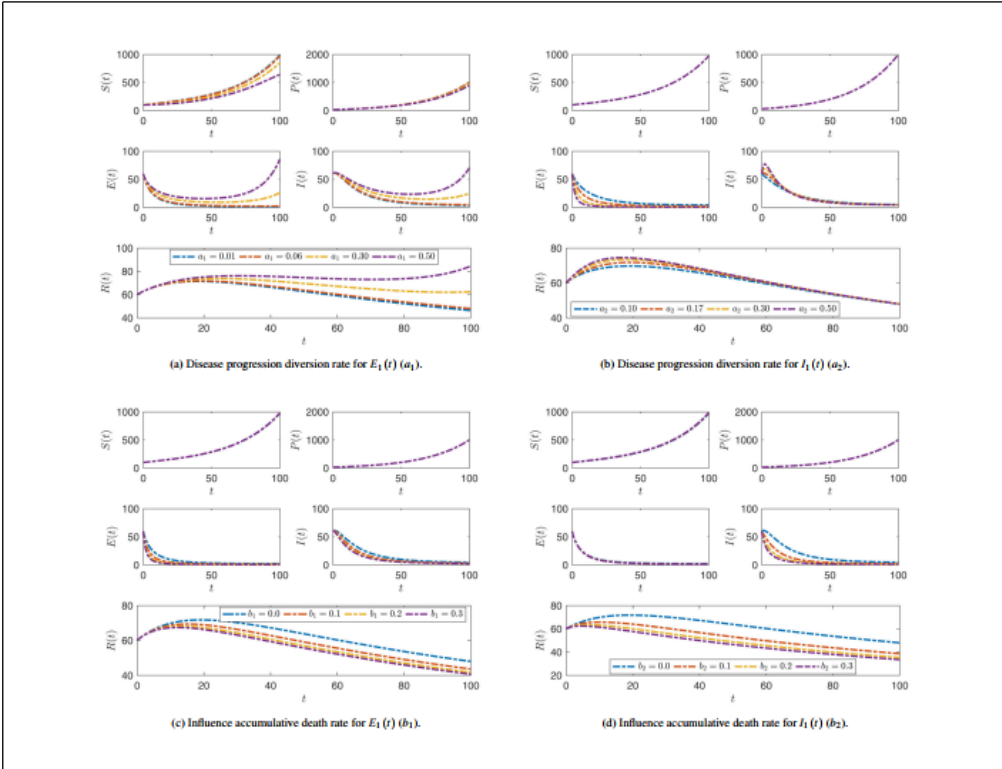 1000
500
0
S(t)
0 50 100
t
2000
1000
0
P(t)
0 50 100
t
100
50
0
E(t)
0 50 100
t
100
50
0
I(t)
0 50 100
t
100
80
60
40
R(t)
a₁ = 0.01 a₁ = 0.06 a₁ = 0.30 a₁ = 0.50
0 20 40 60 80 100
t
(a) Disease progression diversion rate for E₁(t) (a₁).
1000
500
0
S(t)
0 50 100
t
1000
500
0
P(t)
0 50 100
t
100
50
0
E(t)
0 50 100
t
100
50
0
I(t)
0 50 100
t
80
60
40
R(t)
a₂ = 0.10 a₂ = 0.17 a₂ = 0.30 a₂ = 0.50
0 20 40 60 80 100
t
(b) Disease progression diversion rate for I₁(t) (a₂).
1000
500
0
S(t)
0 50 100
t
2000
1000
0
P(t)
0 50 100
t
100
50
0
E(t)
0 50 100
t
100
50
0
I(t)
0 50 100
t
80
60
40
R(t)
b₁ = 0.0 b₁ = 0.1 b₁ = 0.2 b₁ = 0.3
0 20 40 60 80 100
t
(c) Influence accumulative death rate for E₁(t) (b₁).
1000
500
0
S(t)
0 50 100
t
2000
1000
0
P(t)
0 50 100
t
100
50
0
E(t)
0 50 100
t
100
50
0
I(t)
0 50 100
t
80
60
40
20
R(t)
b₂ = 0.0 b₂ = 0.1 b₂ = 0.2 b₂ = 0.3
0 20 40 60 80 100
t
(d) Influence accumulative death rate for I₁(t) (b₂).